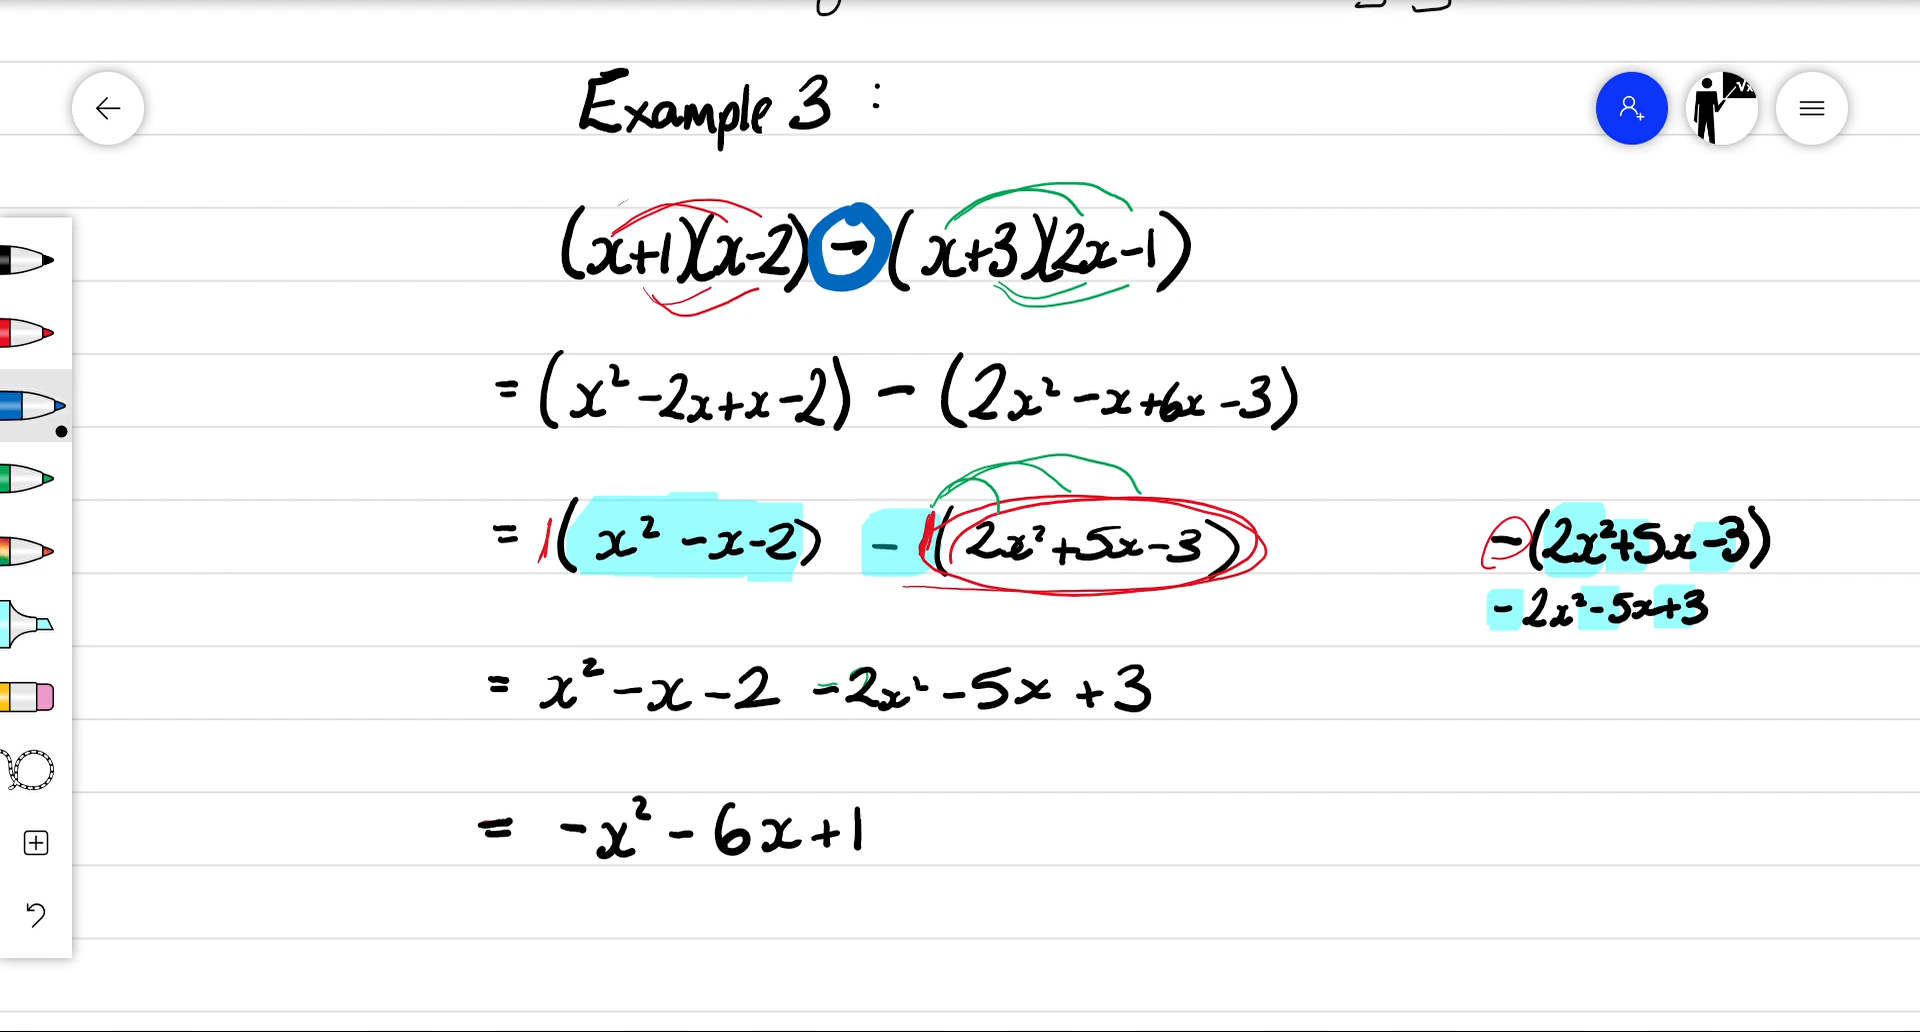 Example 3 :
(x+1)(x-2) - (x+3)(2x-1)
= (x² -2x+x-2) - (2x² -x+6x-3)
= 1(x² -x-2) -1(2x²+5x-3)
-(2x²+5x-3)
-2x²-5x+3
= x² -x-2 -2x² -5x +3
= -x² - 6x+1